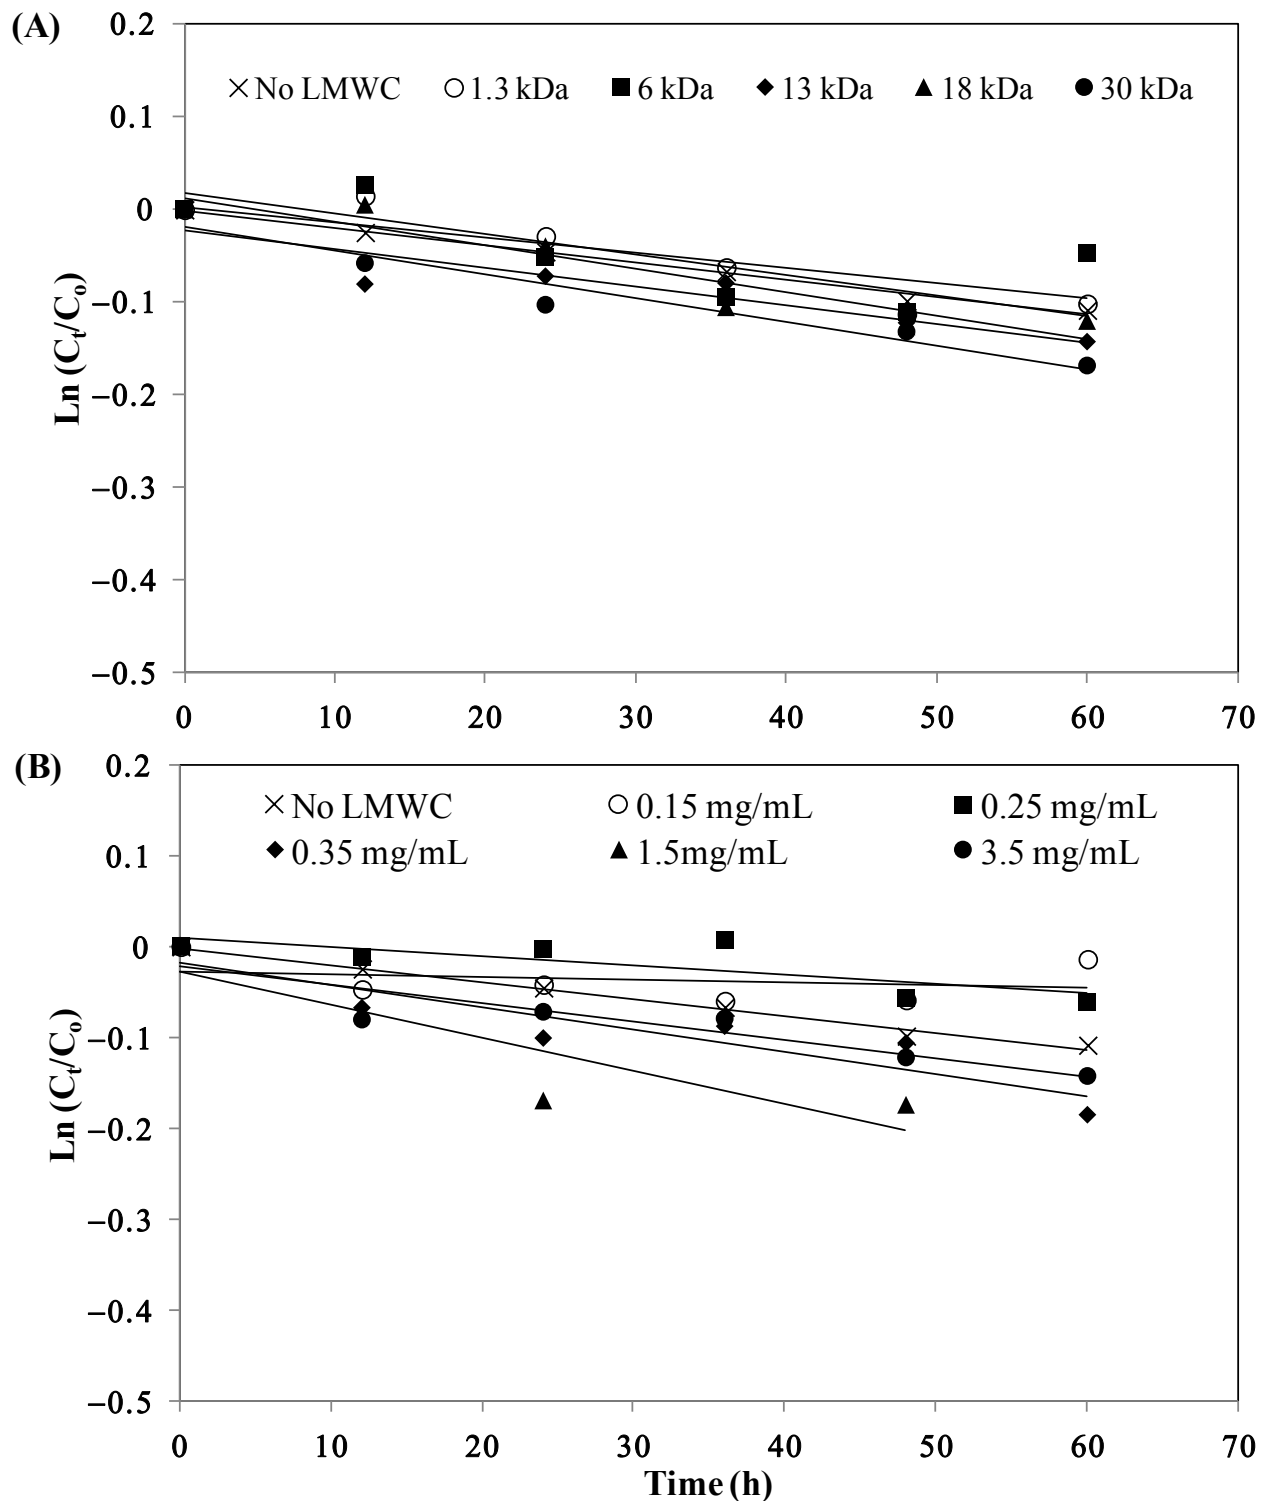 (A)
0.2
× No LMWC ○ 1.3 kDa ■ 6 kDa ◆ 13 kDa ▲ 18 kDa ● 30 kDa
0.1
0
−0.1
−0.2
−0.3
−0.4
−0.5
Ln (Ct/Co)
0 10 20 30 40 50 60 70
(B)
0.2
× No LMWC ○ 0.15 mg/mL ■ 0.25 mg/mL
◆ 0.35 mg/mL ▲ 1.5mg/mL ● 3.5 mg/mL
0.1
0
−0.1
−0.2
−0.3
−0.4
−0.5
Ln (Ct/Co)
0 10 20 30 40 50 60 70
Time (h)